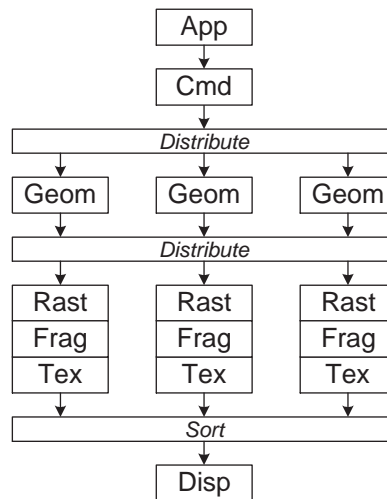 App
Cmd
Distribute
Geom Geom Geom
Distribute
Rast Rast Rast
Frag Frag Frag
Tex Tex Tex
Sort
Disp